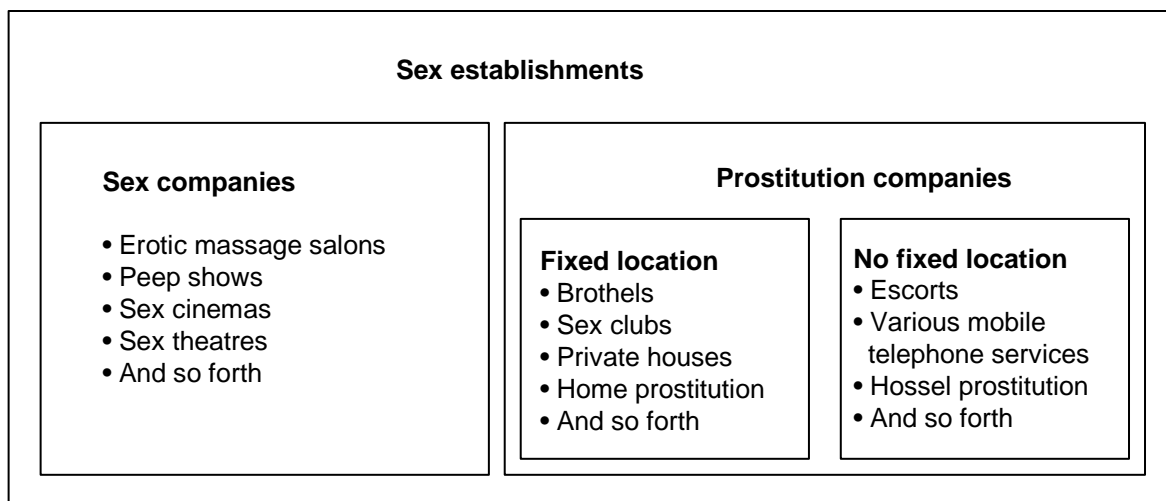 Sex establishments
Sex companies
• Erotic massage salons
• Peep shows
• Sex cinemas
• Sex theatres
• And so forth
Prostitution companies
Fixed location
• Brothels
• Sex clubs
• Private houses
• Home prostitution
• And so forth
No fixed location
• Escorts
• Various mobile
telephone services
• Hossel prostitution
• And so forth